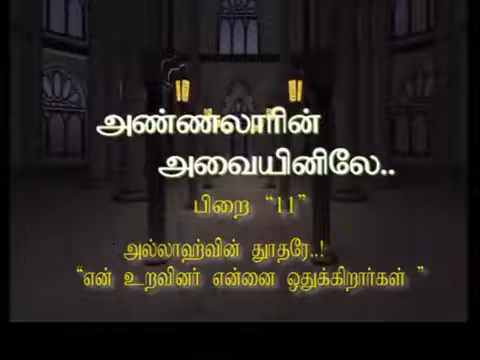 அண்ணலாரின்
அவையினிலே..
பிறை “11”
அல்லாஹ்வின் தூதரே..!
“என் உறவினர் என்னை ஒதுக்கிறார்கள் ”